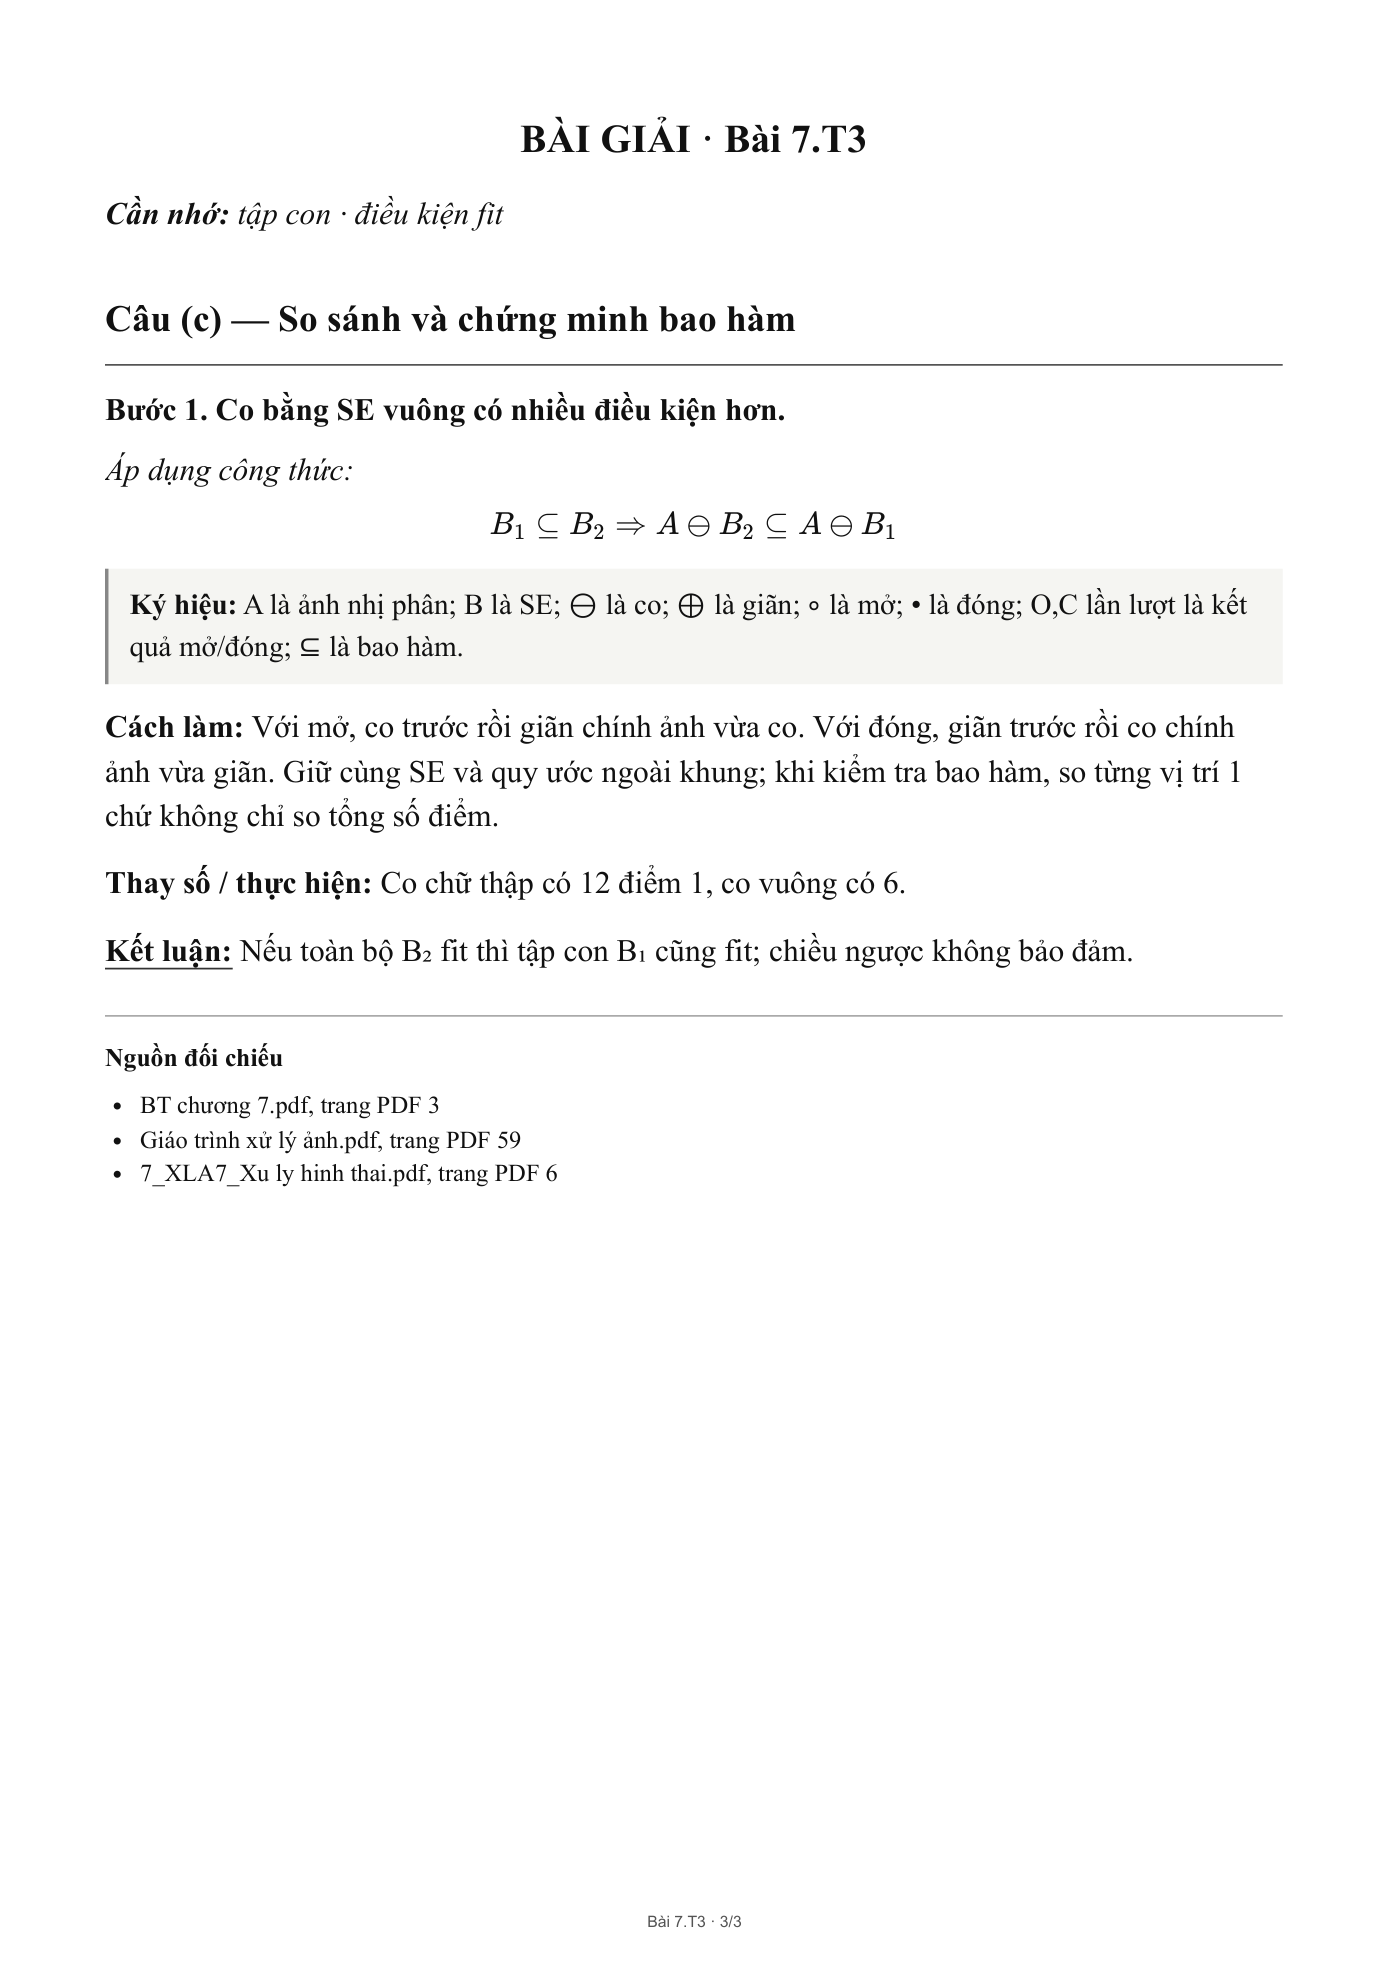 BÀI GIẢI · Bài 7.T3
Cần nhớ: tập con · điều kiện fit
Câu (c) — So sánh và chứng minh bao hàm
Bước 1. Co bằng SE vuông có nhiều điều kiện hơn.
Áp dụng công thức:
B₁ ⊆ B₂ ⇒ A ⊖ B₂ ⊆ A ⊖ B₁
Ký hiệu: A là ảnh nhị phân; B là SE; ⊖ là co; ⊕ là giãn; ∘ là mở; • là đóng; O,C lần lượt là kết
quả mở/đóng; ⊆ là bao hàm.
Cách làm: Với mở, co trước rồi giãn chính ảnh vừa co. Với đóng, giãn trước rồi co chính
ảnh vừa giãn. Giữ cùng SE và quy ước ngoài khung; khi kiểm tra bao hàm, so từng vị trí 1
chứ không chỉ so tổng số điểm.
Thay số / thực hiện: Co chữ thập có 12 điểm 1, co vuông có 6.
Kết luận: Nếu toàn bộ B₂ fit thì tập con B₁ cũng fit; chiều ngược không bảo đảm.
Nguồn đối chiếu
• BT chương 7.pdf, trang PDF 3
• Giáo trình xử lý ảnh.pdf, trang PDF 59
• 7_XLA7_Xu ly hinh thai.pdf, trang PDF 6
Bài 7.T3 · 3/3